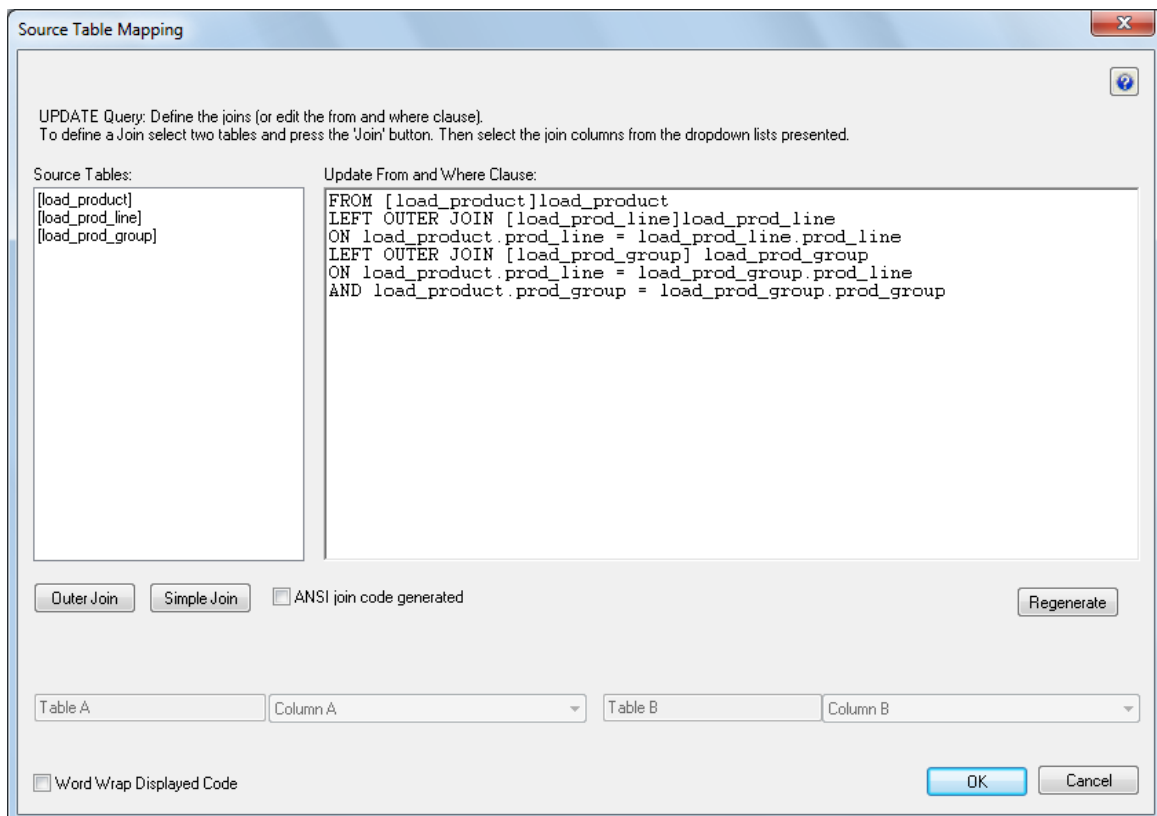 Source Table Mapping
UPDATE Query: Define the joins (or edit the from and where clause).
To define a Join select two tables and press the 'Join' button. Then select the join columns from the dropdown lists presented.
Source Tables:
[load_product]
[load_prod_line]
[load_prod_group]
Update From and Where Clause:
FROM [load_product]load_product
LEFT OUTER JOIN [load_prod_line]load_prod_line
ON load_product.prod_line = load_prod_line.prod_line
LEFT OUTER JOIN [load_prod_group] load_prod_group
ON load_product.prod_line = load_prod_group.prod_line
AND load_product.prod_group = load_prod_group.prod_group
Outer Join
Simple Join
ANSI join code generated
Regenerate
Table A
Column A
Table B
Column B
Word Wrap Displayed Code
OK
Cancel